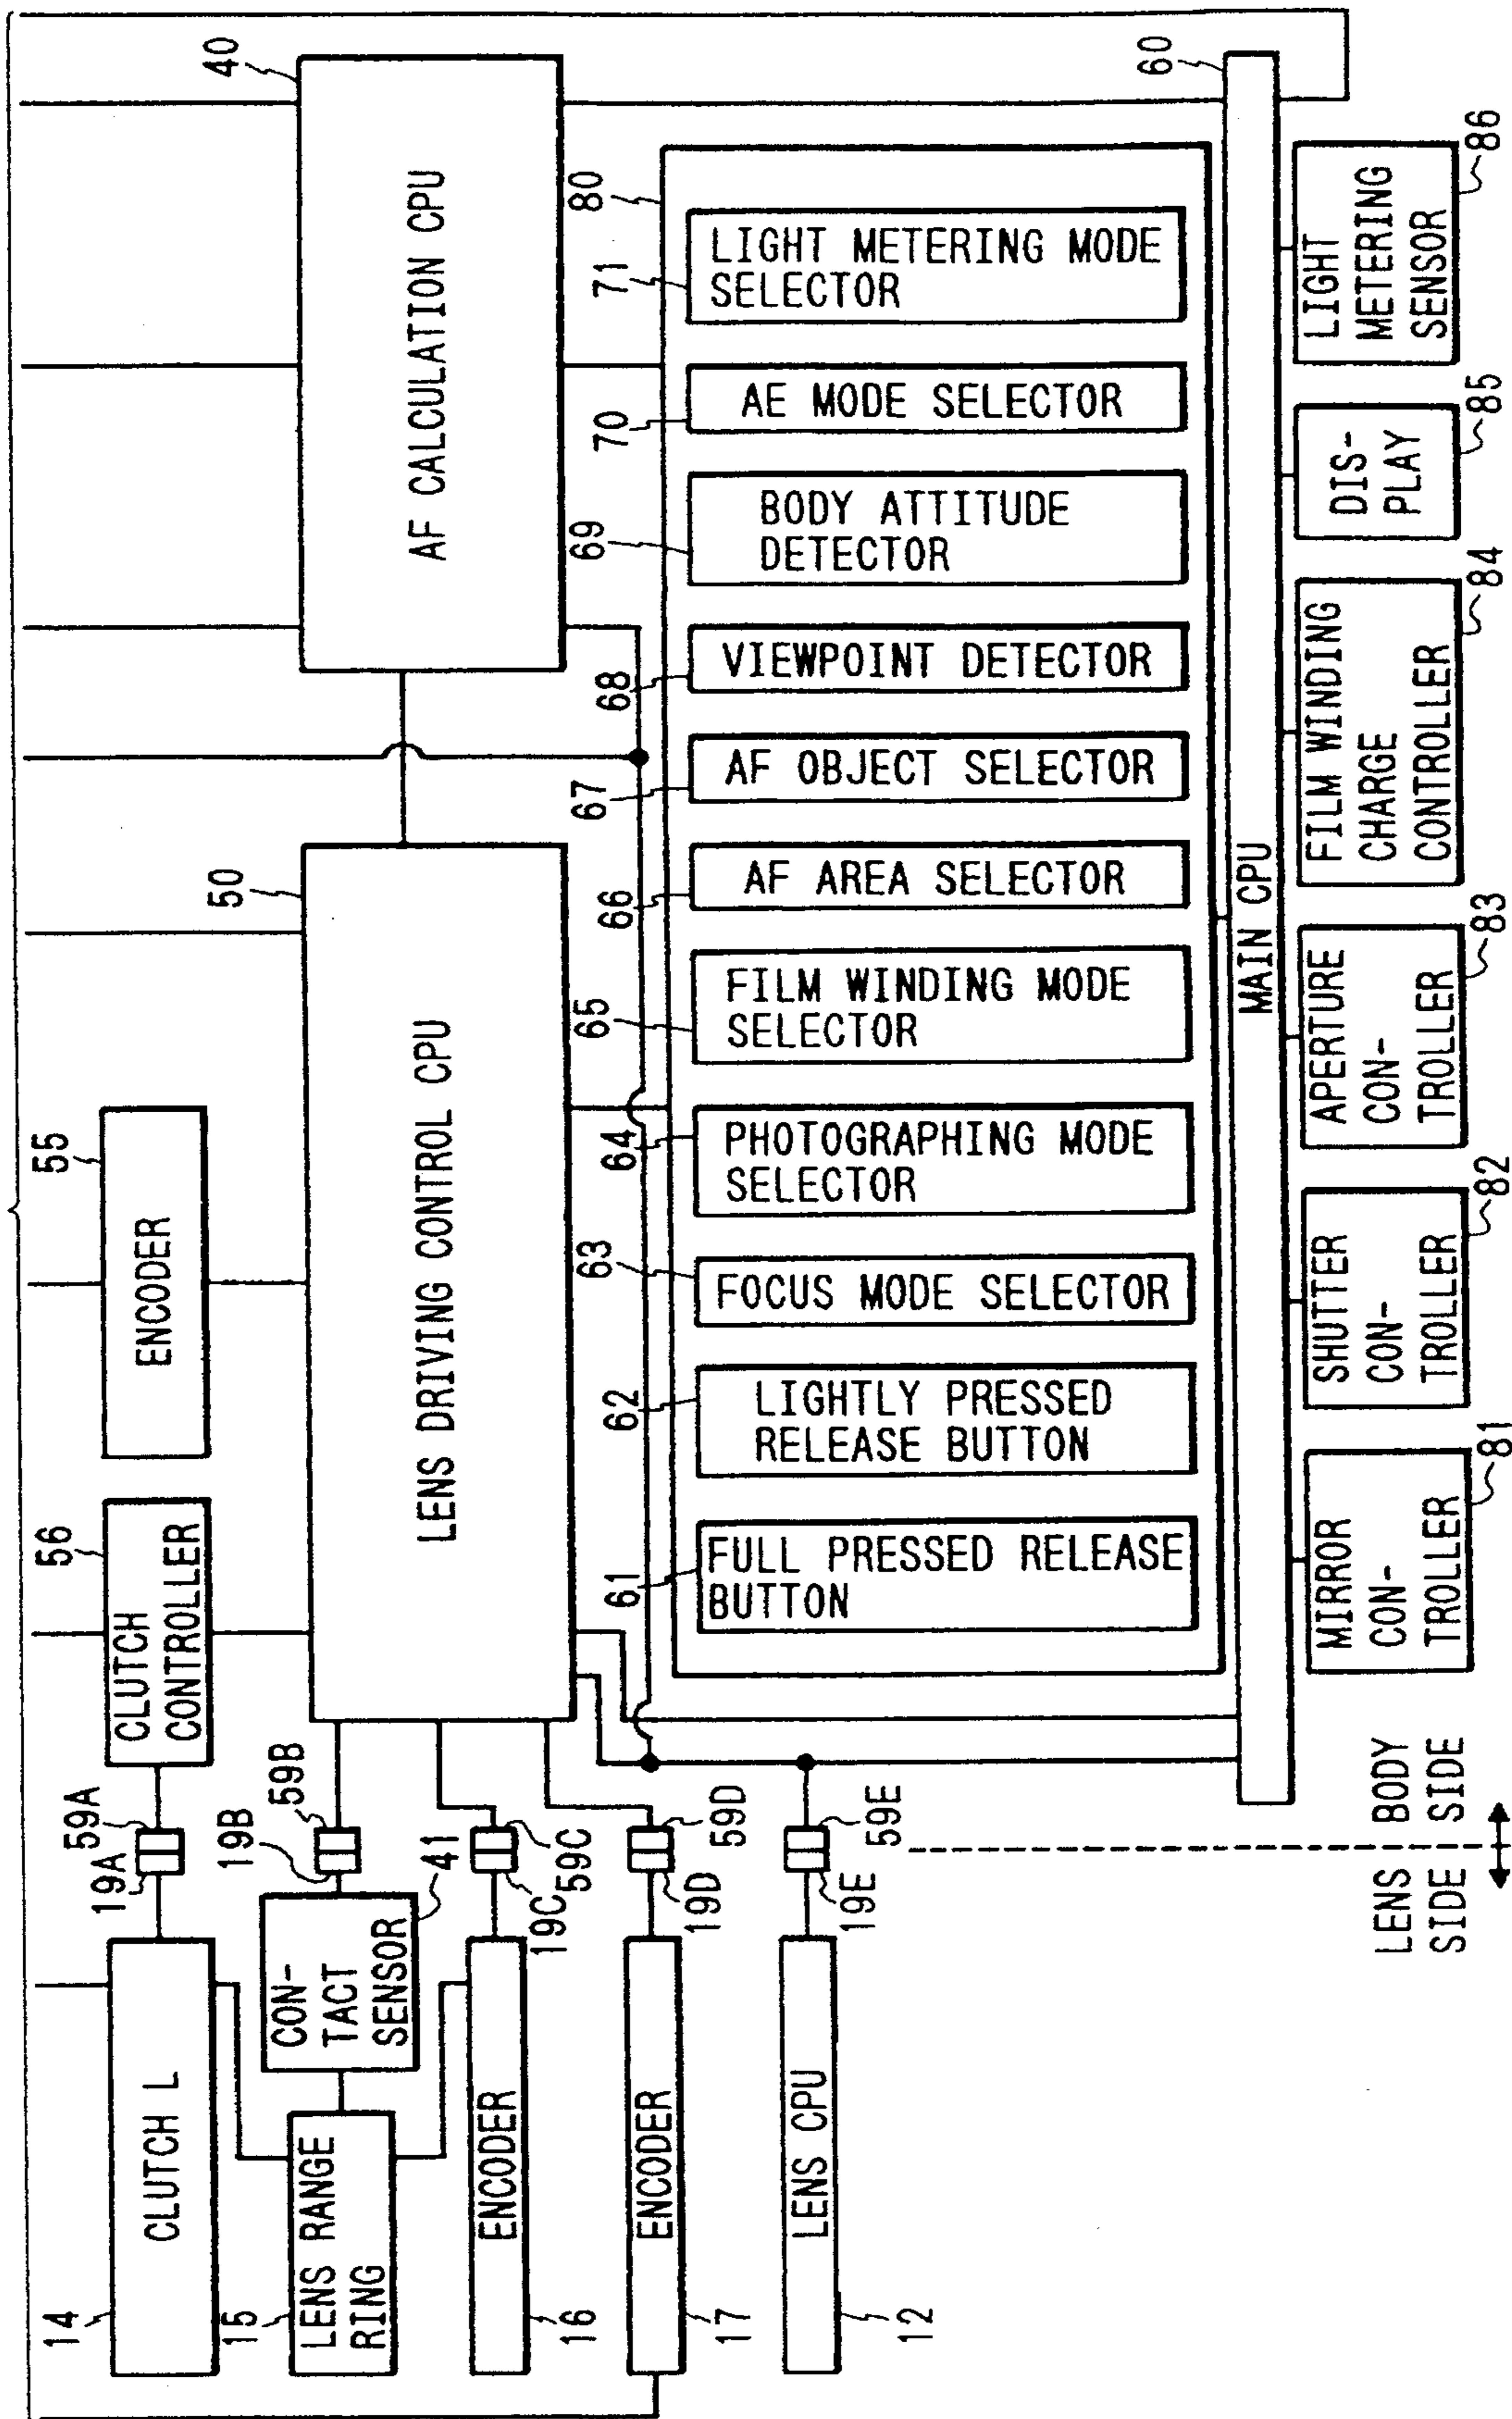 14
CLUTCH L
19A
59A
56
CLUTCH
CONTROLLER
55
ENCODER
15
LENS RANGE
RING
CON-
TACT
SENSOR
41
19B
59B
50
LENS DRIVING CONTROL CPU
40
AF CALCULATION CPU
16
ENCODER
19C
59C
17
ENCODER
19D
59D
12
LENS CPU
19E
59E
80
61
FULL PRESSED RELEASE
BUTTON
62
LIGHTLY PRESSED
RELEASE BUTTON
63
FOCUS MODE SELECTOR
64
PHOTOGRAPHING MODE
SELECTOR
65
FILM WINDING MODE
SELECTOR
66
AF AREA SELECTOR
67
AF OBJECT SELECTOR
68
VIEWPOINT DETECTOR
69
BODY ATTITUDE
DETECTOR
70
AE MODE SELECTOR
71
LIGHT METERING MODE
SELECTOR
60
MAIN CPU
LENS
SIDE
BODY
SIDE
MIRROR
CON-
TROLLER
81
SHUTTER
CON-
TROLLER
82
APERTURE
CON-
TROLLER
83
FILM WINDING
CHARGE
CONTROLLER
84
DIS-
PLAY
85
LIGHT
METERING
SENSOR
86